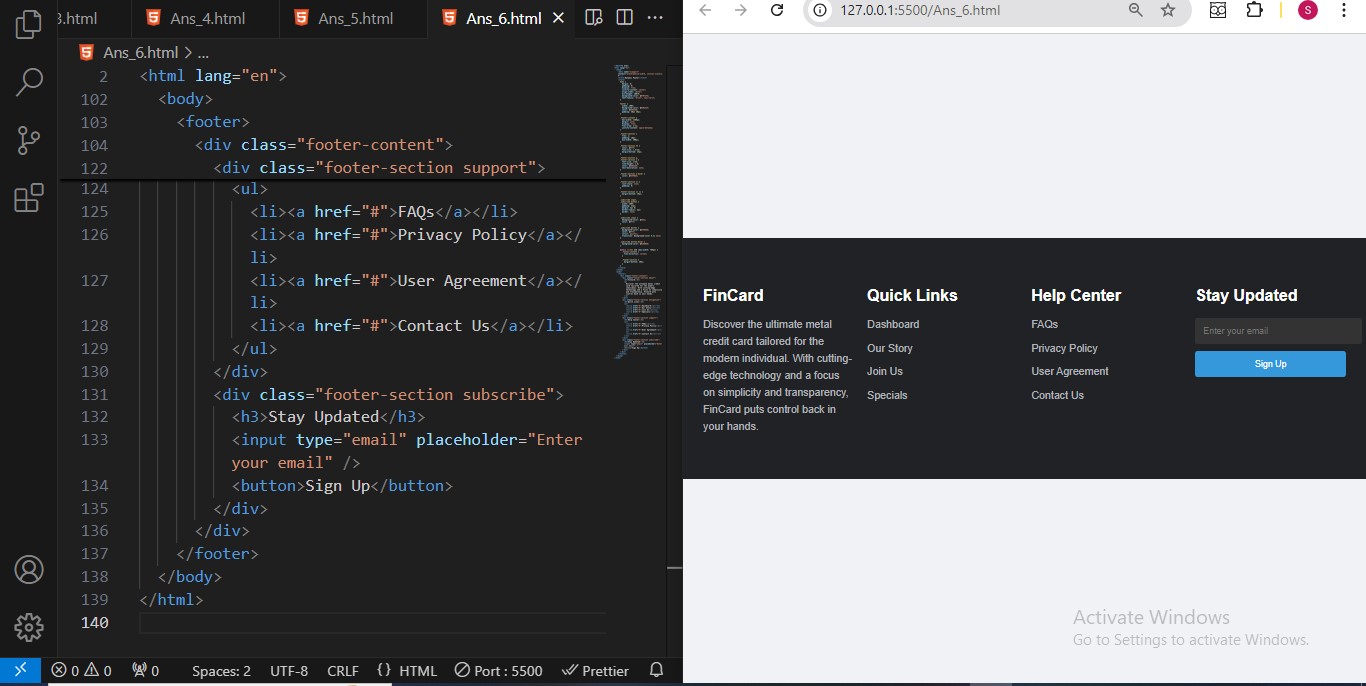 3.html
Ans_4.html
Ans_5.html
Ans_6.html
Ans_6.html > ...
2 <html lang="en">
102 <body>
103 <footer>
104 <div class="footer-content">
122 <div class="footer-section support">
124 <ul>
125 <li><a href="#">FAQs</a></li>
126 <li><a href="#">Privacy Policy</a></
li>
127 <li><a href="#">User Agreement</a></
li>
128 <li><a href="#">Contact Us</a></li>
129 </ul>
130 </div>
131 <div class="footer-section subscribe">
132 <h3>Stay Updated</h3>
133 <input type="email" placeholder="Enter
your email" />
134 <button>Sign Up</button>
135 </div>
136 </div>
137 </footer>
138 </body>
139 </html>
140
0 0 0 Spaces: 2 UTF-8 CRLF {} HTML Port : 5500 Prettier
127.0.0.1:5500/Ans_6.html
S
FinCard
Discover the ultimate metal
credit card tailored for the
modern individual. With cutting-
edge technology and a focus
on simplicity and transparency,
FinCard puts control back in
your hands.
Quick Links
Dashboard
Our Story
Join Us
Specials
Help Center
FAQs
Privacy Policy
User Agreement
Contact Us
Stay Updated
Enter your email
Sign Up
Activate Windows
Go to Settings to activate Windows.